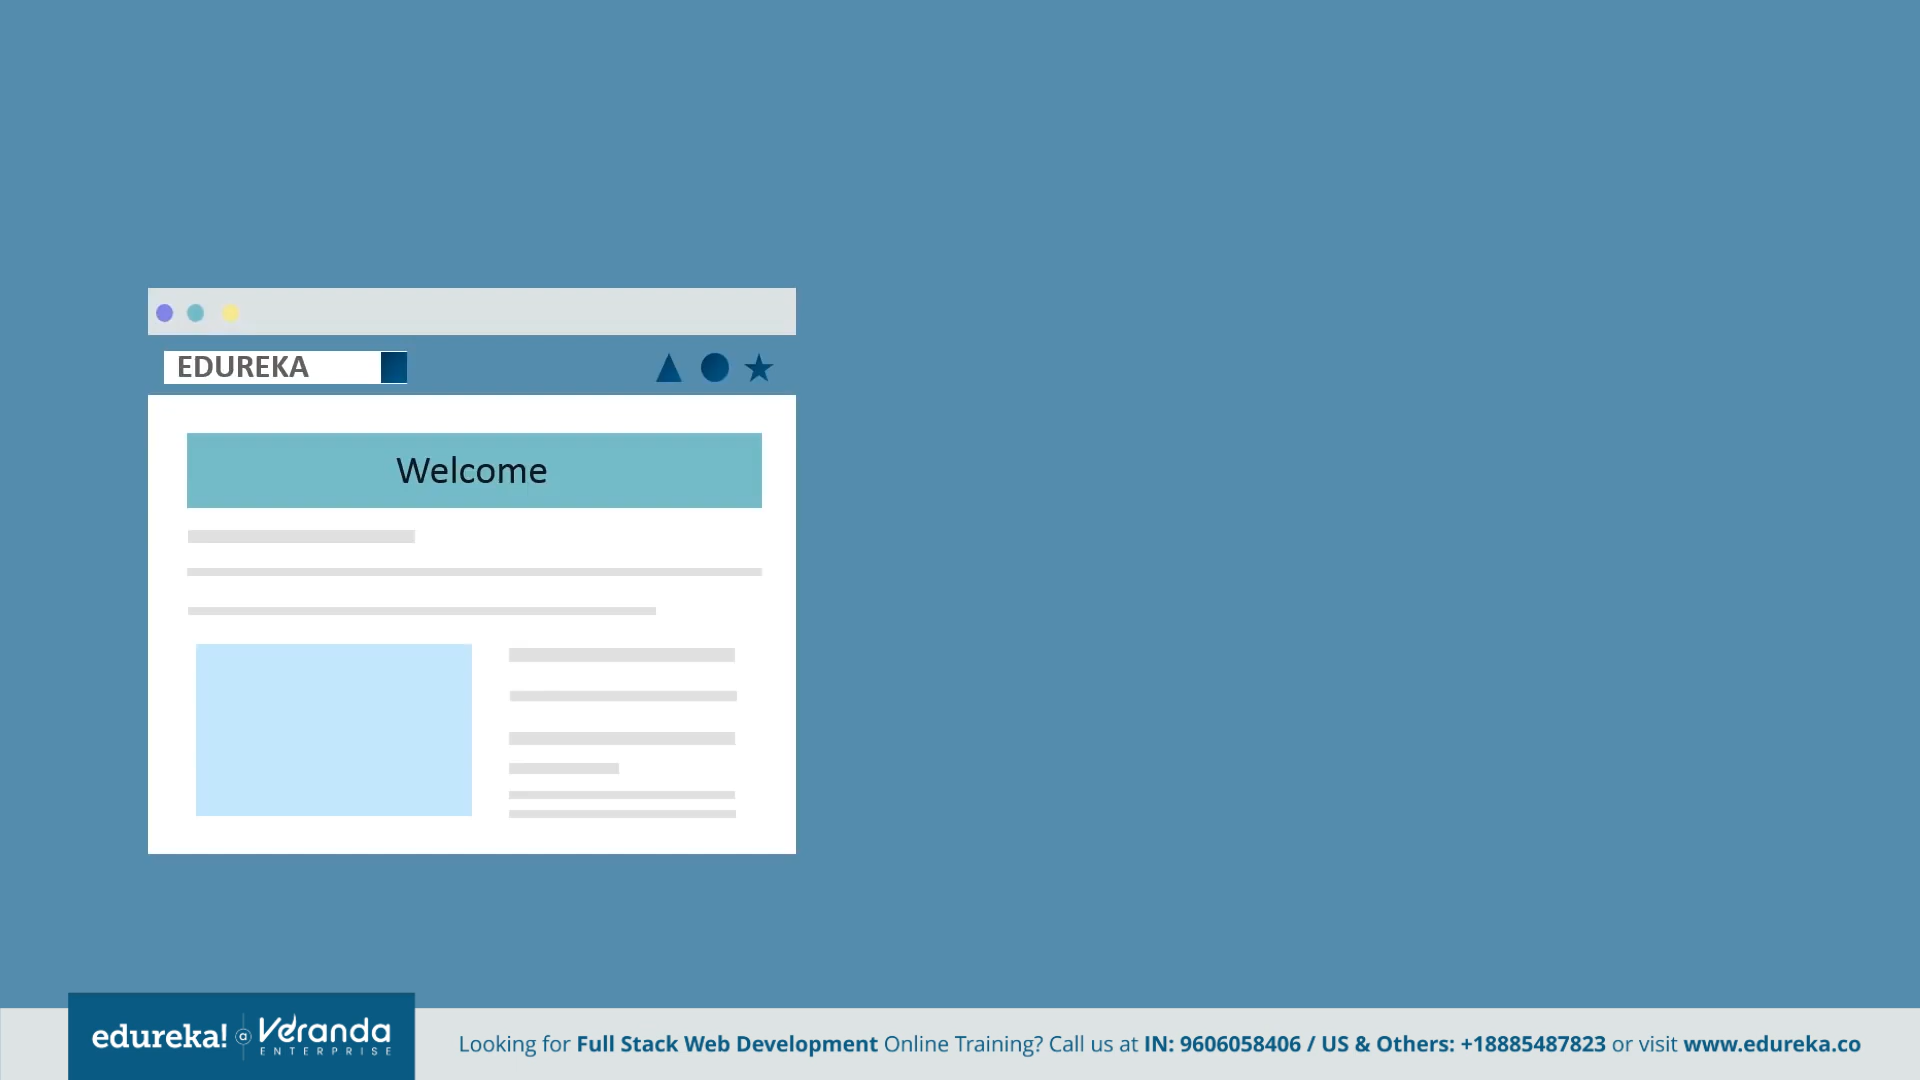 EDUREKA
Welcome
edureka! a Veranda
ENTERPRISE
Looking for Full Stack Web Development Online Training? Call us at IN: 9606058406 / US & Others: +18885487823 or visit www.edureka.co